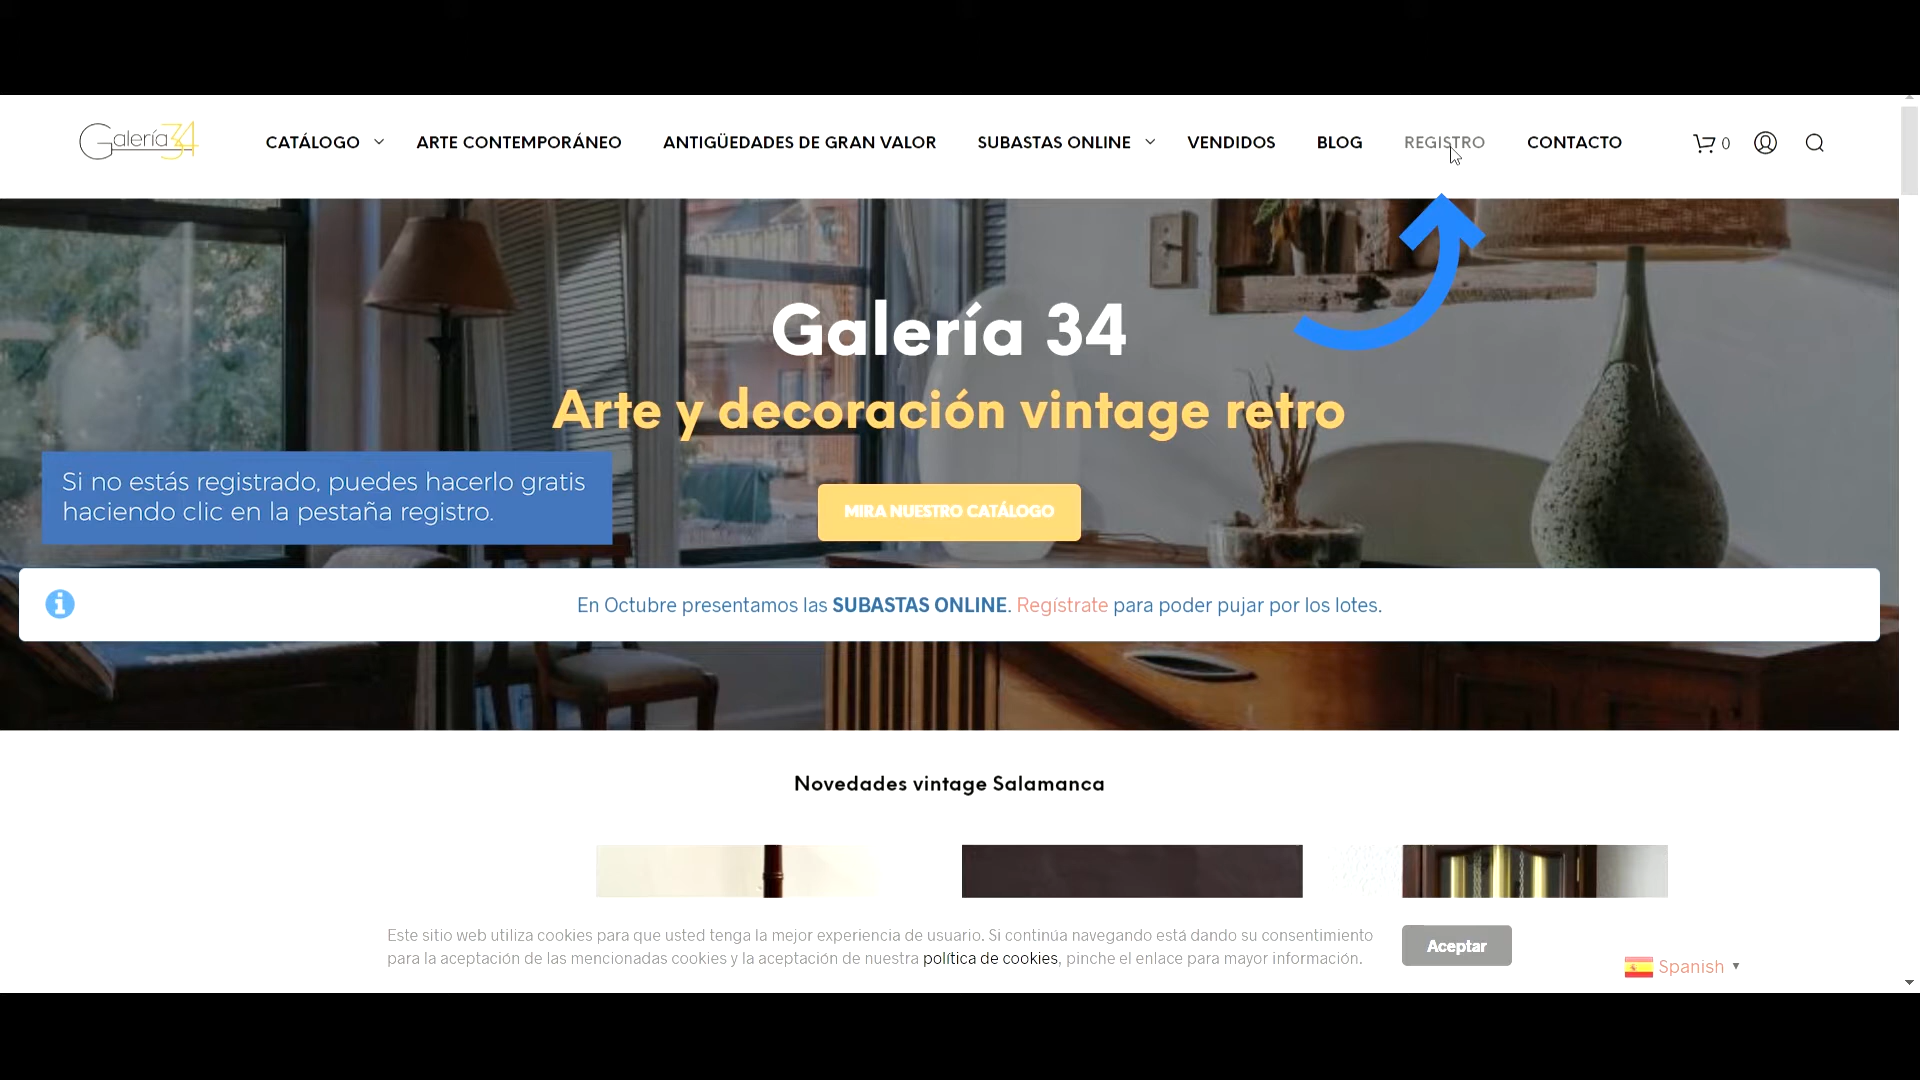 Galería 34
CATÁLOGO
ARTE CONTEMPORÁNEO
ANTIGÜEDADES DE GRAN VALOR
SUBASTAS ONLINE
VENDIDOS
BLOG
REGISTRO
CONTACTO
0
Galería 34
Arte y decoración vintage retro
Si no estás registrado, puedes hacerlo gratis
haciendo clic en la pestaña registro.
MIRA NUESTRO CATÁLOGO
En Octubre presentamos las SUBASTAS ONLINE. Regístrate para poder pujar por los lotes.
Novedades vintage Salamanca
Este sitio web utiliza cookies para que usted tenga la mejor experiencia de usuario. Si continúa navegando está dando su consentimiento
para la aceptación de las mencionadas cookies y la aceptación de nuestra política de cookies, pinche el enlace para mayor información.
Aceptar
Spanish